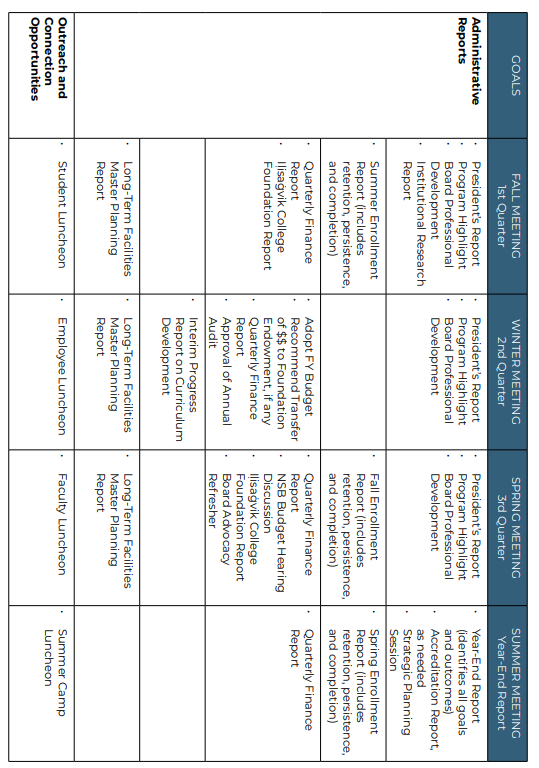 GOALS
FALL MEETING
1st Quarter
WINTER MEETING
2nd Quarter
SPRING MEETING
3rd Quarter
SUMMER MEETING
Year-End Report
Administrative
Reports
· President's Report
· Program Highlight
· Board Professional
Development
· Institutional Research
Report
· President's Report
· Program Highlight
· Board Professional
Development
· President's Report
· Program Highlight
· Board Professional
Development
· Year-End Report
(identifies all goals
and outcomes)
· Accreditation Report,
as needed
· Strategic Planning
Session
· Summer Enrollment
Report (includes
retention, persistence,
and completion)
· Fall Enrollment
Report (includes
retention, persistence,
and completion)
· Spring Enrollment
Report (includes
retention, persistence,
and completion)
· Quarterly Finance
Report
· Iḷisaġvik College
Foundation Report
· Adopt FY Budget
· Recommend Transfer
of $$ to Foundation
Endowment, if any
· Quarterly Finance
Report
· Approval of Annual
Audit
· Quarterly Finance
Report
· NSB Budget Hearing
Discussion
· Iḷisaġvik College
Foundation Report
· Board Advocacy
Refresher
· Quarterly Finance
Report
· Interim Progress
Report on Curriculum
Development
· Long-Term Facilities
Master Planning
Report
· Long-Term Facilities
Master Planning
Report
· Long-Term Facilities
Master Planning
Report
Outreach and
Connection
Opportunities
· Student Luncheon
· Employee Luncheon
· Faculty Luncheon
· Summer Camp
Luncheon